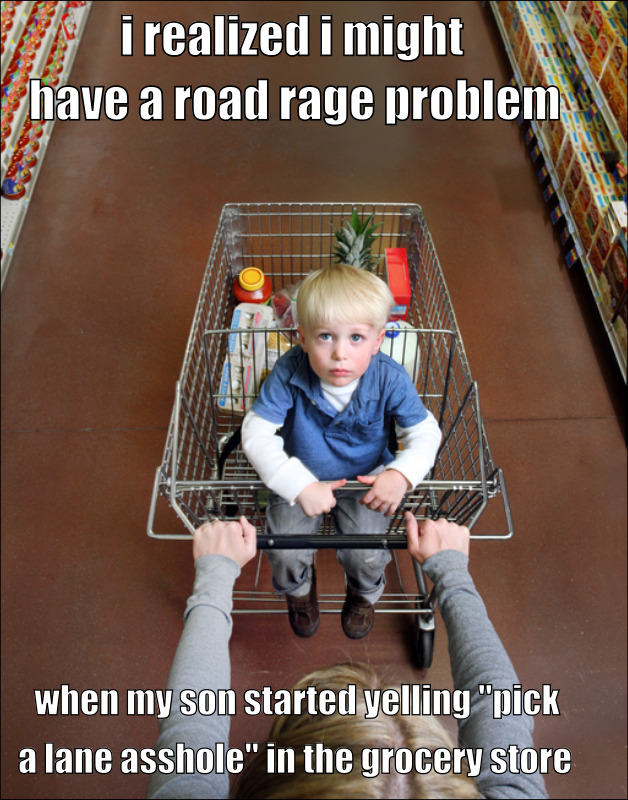 i realized i might
have a road rage problem
when my son started yelling "pick
a lane asshole" in the grocery store